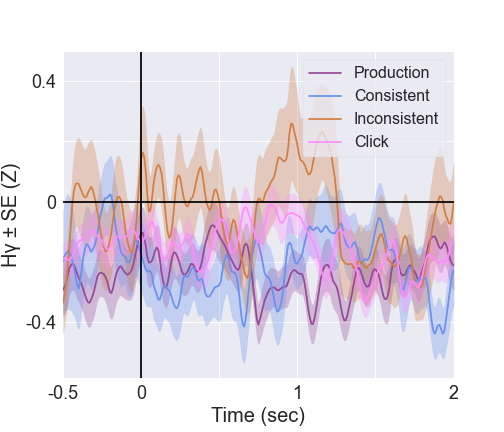 Production
Consistent
Inconsistent
Click
0.4
0
-0.4
Hγ ± SE (Z)
-0.5 0 1 2
Time (sec)